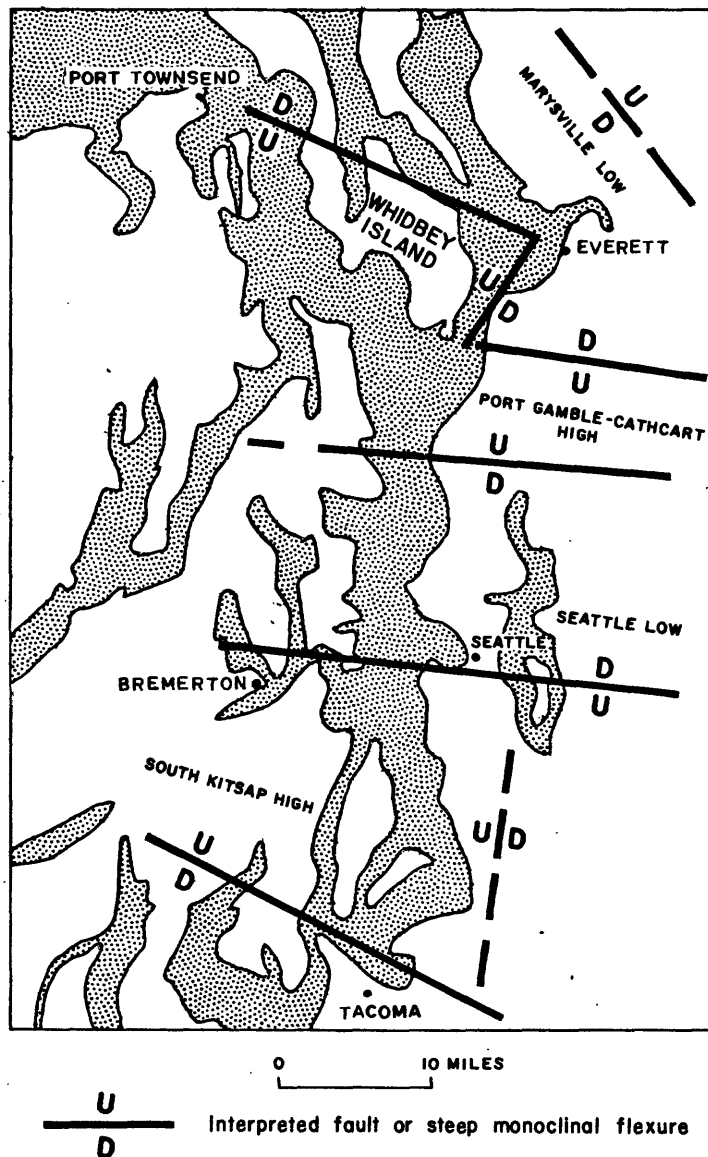 PORT TOWNSEND
D
U
U
D
MARYSVILLE LOW
WHIDBEY
ISLAND
EVERETT
U
D
D
U
PORT GAMBLE-CATHCART
HIGH
U
D
SEATTLE LOW
SEATTLE
D
U
BREMERTON
SOUTH KITSAP HIGH
U D
U
D
TACOMA
0 10 MILES
U
D
Interpreted fault or steep monoclinal flexure